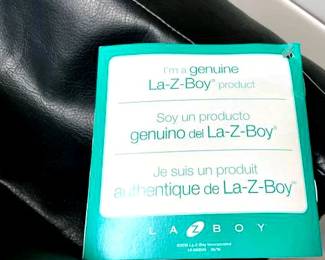 I'm a genuine
La-Z-Boy® product
Soy un producto
genuino del La-Z-Boy®
Je suis un produit
authentique de La-Z-Boy®
LA Z BOY